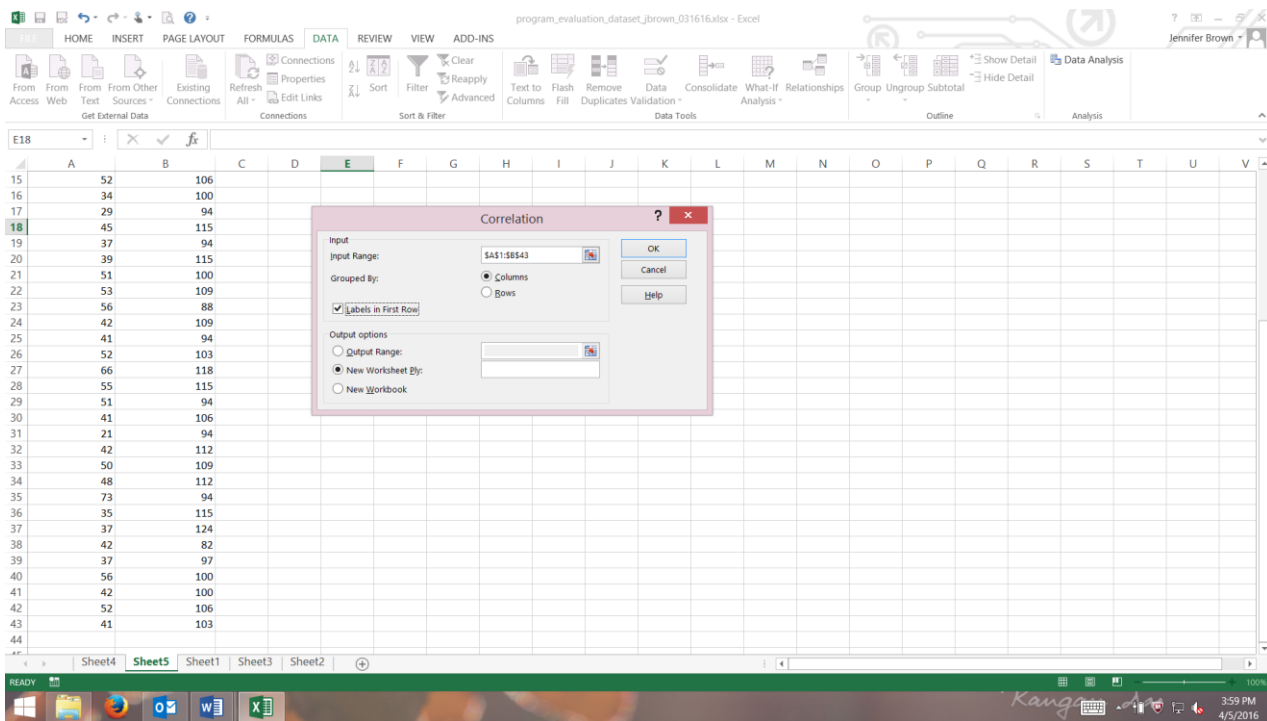 program_evaluation_dataset_jbrown_031616.xlsx - Excel
FILE HOME INSERT PAGE LAYOUT FORMULAS DATA REVIEW VIEW ADD-INS Jennifer Brown
From Access
From Web
From Text
From Other Sources
Existing Connections
Get External Data
Refresh All
Connections
Properties
Edit Links
Connections
Sort
Filter
Clear
Reapply
Advanced
Sort & Filter
Text to Columns
Flash Fill
Remove Duplicates
Data Validation
Consolidate
What-If Analysis
Relationships
Data Tools
Group
Ungroup
Subtotal
Show Detail
Hide Detail
Outline
Data Analysis
Analysis
E18 fx
A B C D E F G H I J K L M N O P Q R S T U V
15 52 106
16 34 100
17 29 94
18 45 115
19 37 94
20 39 115
21 51 100
22 53 109
23 56 88
24 42 109
25 41 94
26 52 103
27 66 118
28 55 115
29 51 94
30 41 106
31 21 94
32 42 112
33 50 109
34 48 112
35 73 94
36 35 115
37 37 124
38 42 82
39 37 97
40 56 100
41 42 100
42 52 106
43 41 103
44
Correlation ?
Input
Input Range: $A$1:$B$43
Grouped By: Columns
Rows
Labels in First Row
OK
Cancel
Help
Output options
Output Range:
New Worksheet Ply:
New Workbook
Sheet4 Sheet5 Sheet1 Sheet3 Sheet2
READY 100%
3:59 PM
4/5/2016